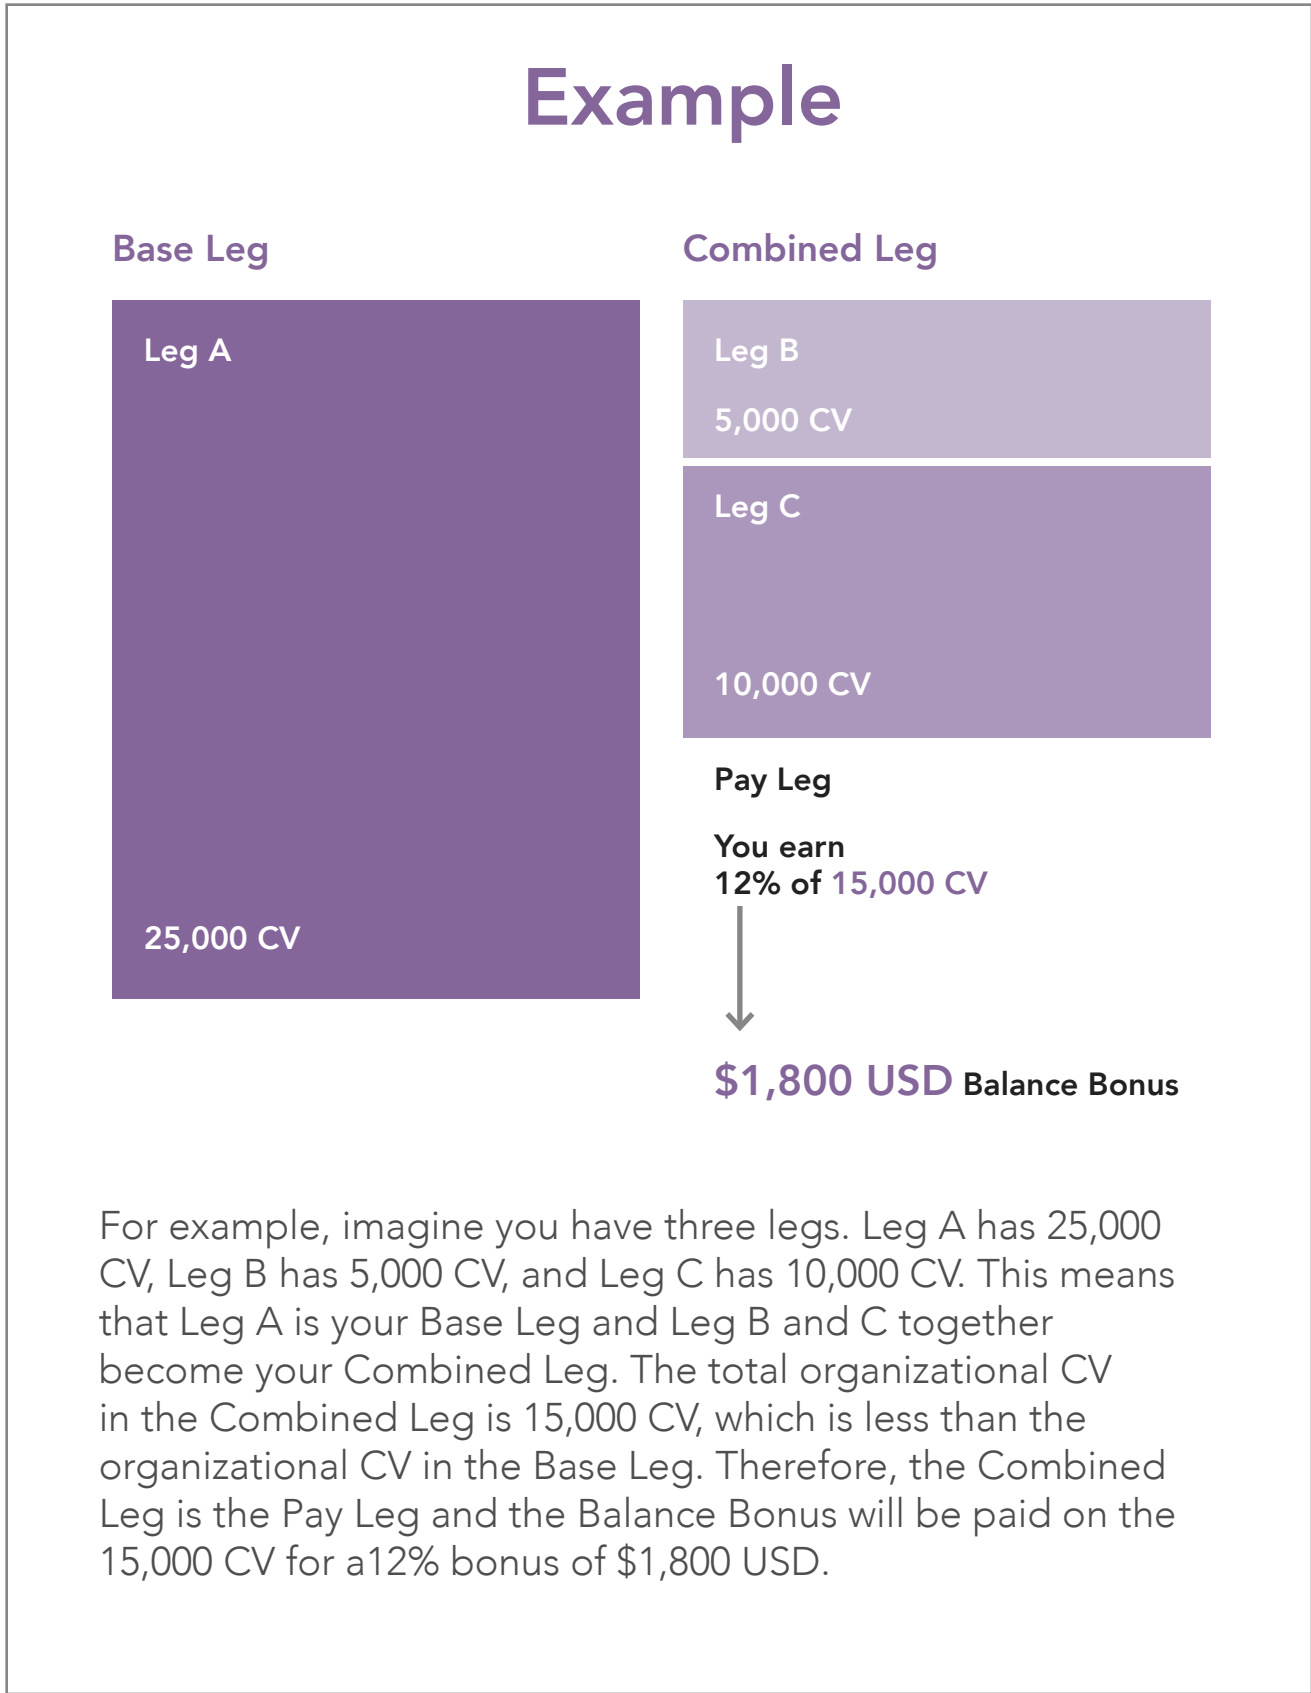 Example
Base Leg
Leg A
25,000 CV
Combined Leg
Leg B
5,000 CV
Leg C
10,000 CV
Pay Leg
You earn
12% of 15,000 CV
$1,800 USD Balance Bonus
For example, imagine you have three legs. Leg A has 25,000
CV, Leg B has 5,000 CV, and Leg C has 10,000 CV. This means
that Leg A is your Base Leg and Leg B and C together
become your Combined Leg. The total organizational CV
in the Combined Leg is 15,000 CV, which is less than the
organizational CV in the Base Leg. Therefore, the Combined
Leg is the Pay Leg and the Balance Bonus will be paid on the
15,000 CV for a12% bonus of $1,800 USD.